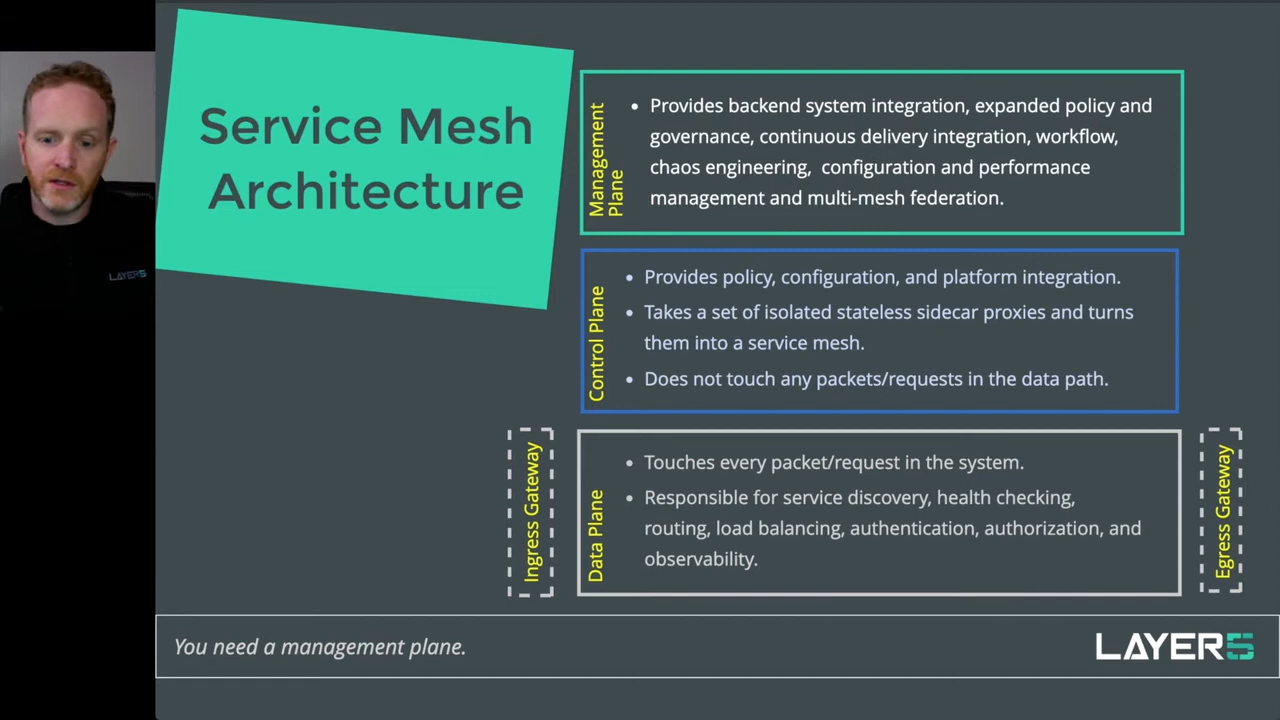 Service Mesh
Architecture
Management
Plane
• Provides backend system integration, expanded policy and
governance, continuous delivery integration, workflow,
chaos engineering, configuration and performance
management and multi-mesh federation.
Control Plane
• Provides policy, configuration, and platform integration.
• Takes a set of isolated stateless sidecar proxies and turns
them into a service mesh.
• Does not touch any packets/requests in the data path.
Ingress Gateway
Data Plane
• Touches every packet/request in the system.
• Responsible for service discovery, health checking,
routing, load balancing, authentication, authorization, and
observability.
Egress Gateway
You need a management plane.
LAYER5
LAYER5